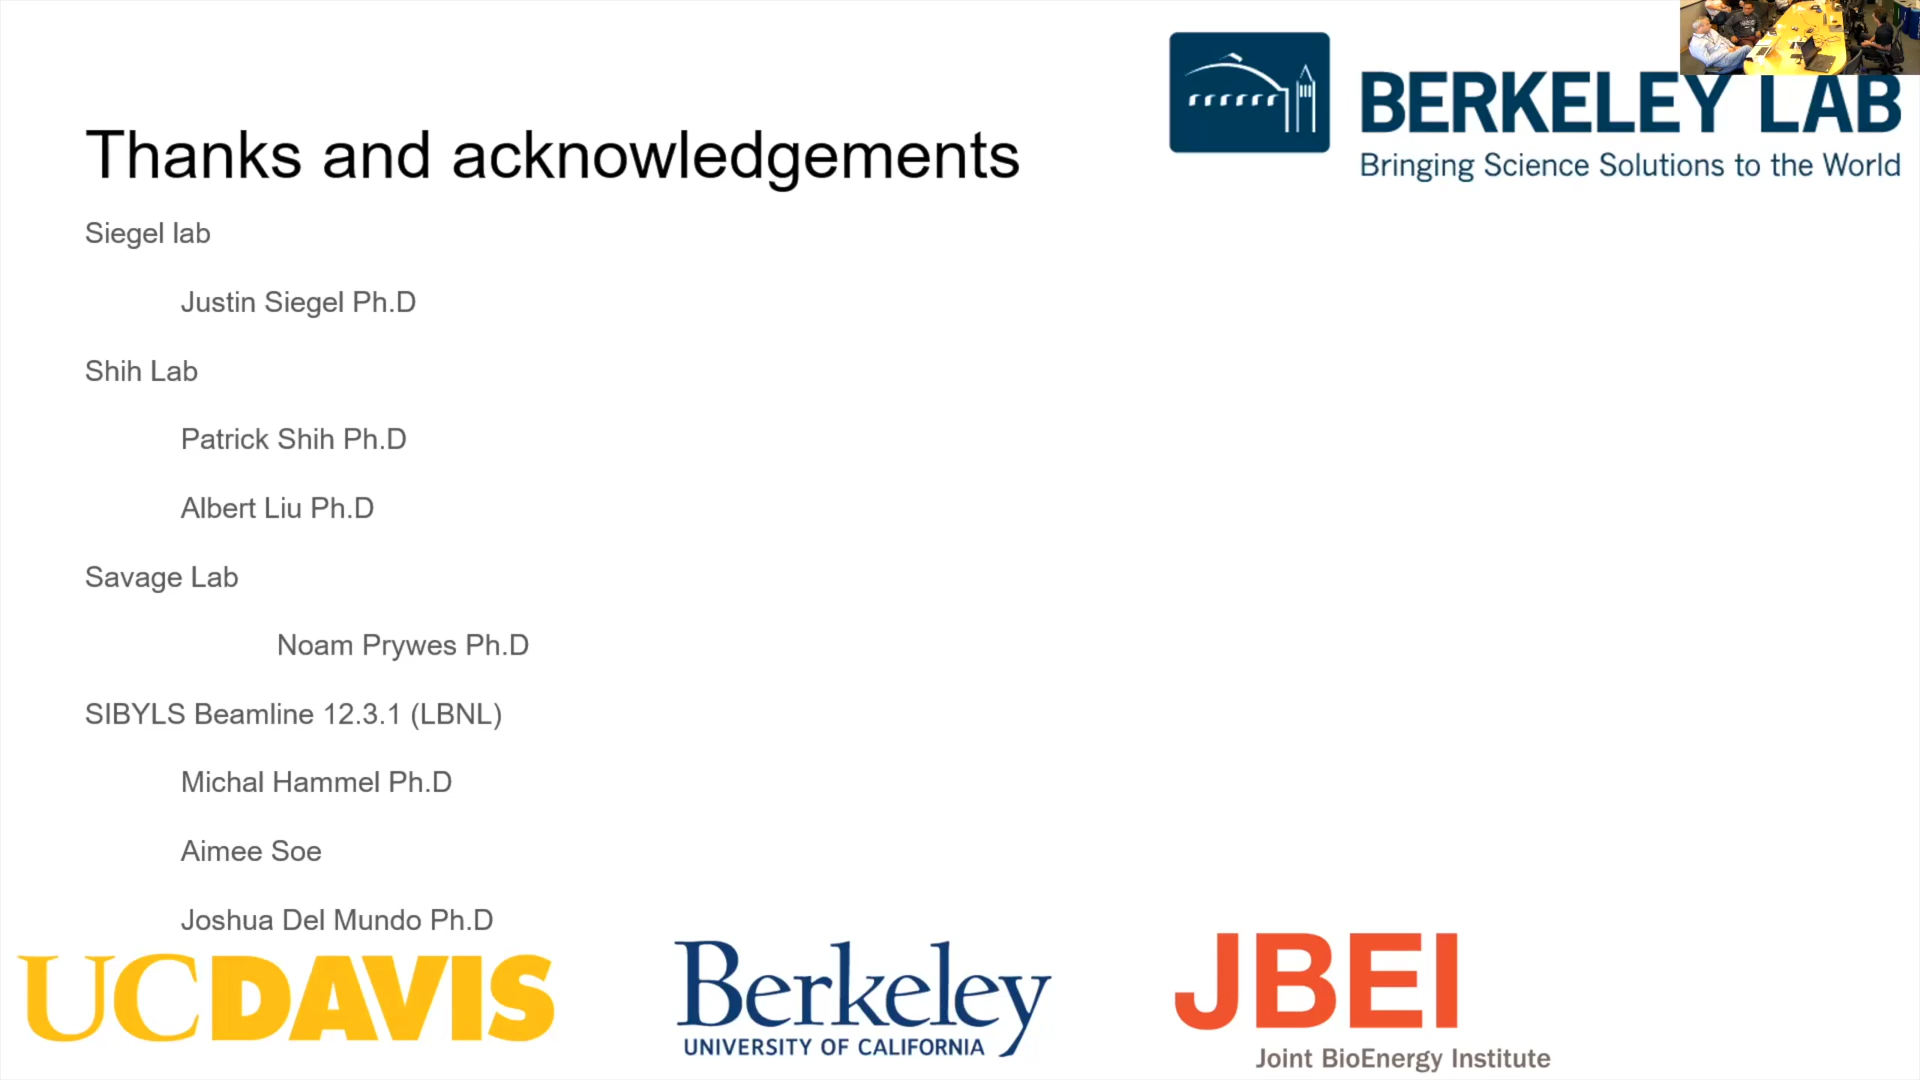 BERKELEY LAB
Bringing Science Solutions to the World
Thanks and acknowledgements
Siegel lab
Justin Siegel Ph.D
Shih Lab
Patrick Shih Ph.D
Albert Liu Ph.D
Savage Lab
Noam Prywes Ph.D
SIBYLS Beamline 12.3.1 (LBNL)
Michal Hammel Ph.D
Aimee Soe
Joshua Del Mundo Ph.D
UCDAVIS
Berkeley
UNIVERSITY OF CALIFORNIA
JBEI
Joint BioEnergy Institute